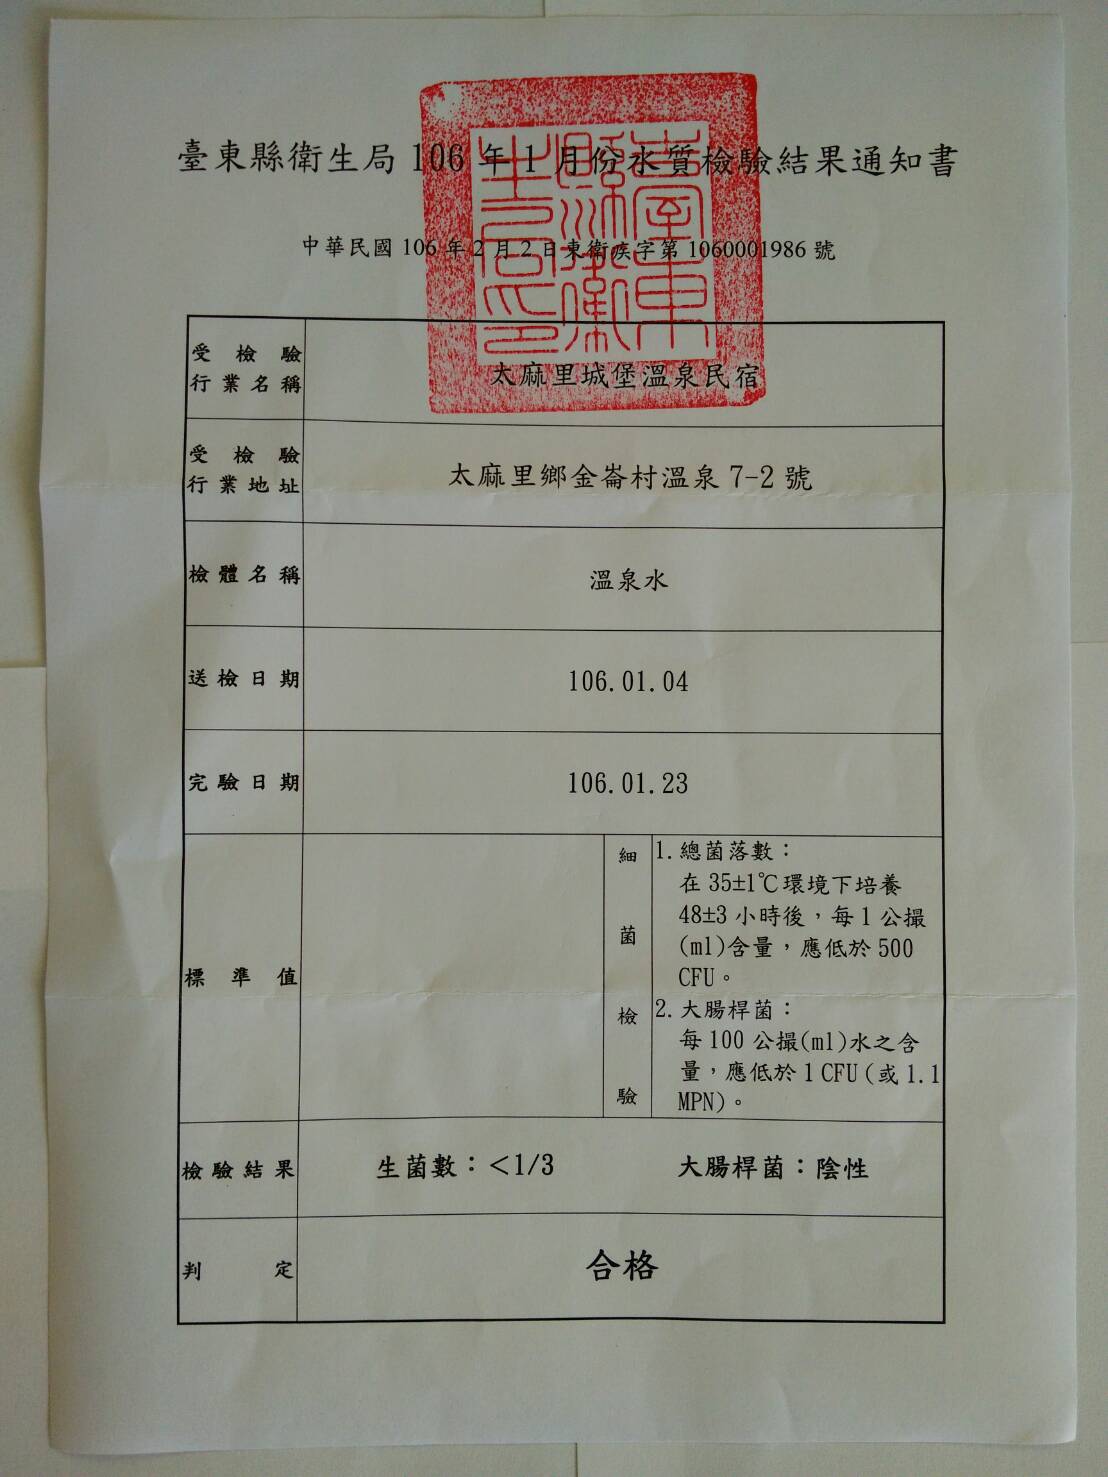 臺東縣衛生局 106 年 1 月份水質檢驗結果通知書
中華民國 106 年 2 月 2 日東衛疾字第 1060001986 號
受檢驗
行業名稱
太麻里城堡溫泉民宿
受檢驗
行業地址
太麻里鄉金崙村溫泉 7-2 號
檢體名稱
溫泉水
送檢日期
106.01.04
完驗日期
106.01.23
標準值
細菌檢驗
1. 總菌落數：
在 35±1℃環境下培養
48±3 小時後，每 1 公撮
(ml)含量，應低於 500
CFU。
2. 大腸桿菌：
每 100 公撮(ml)水之含
量，應低於 1 CFU(或 1.1
MPN)。
檢驗結果
生菌數：<1/3 大腸桿菌：陰性
判定
合格
臺東縣衛生局印